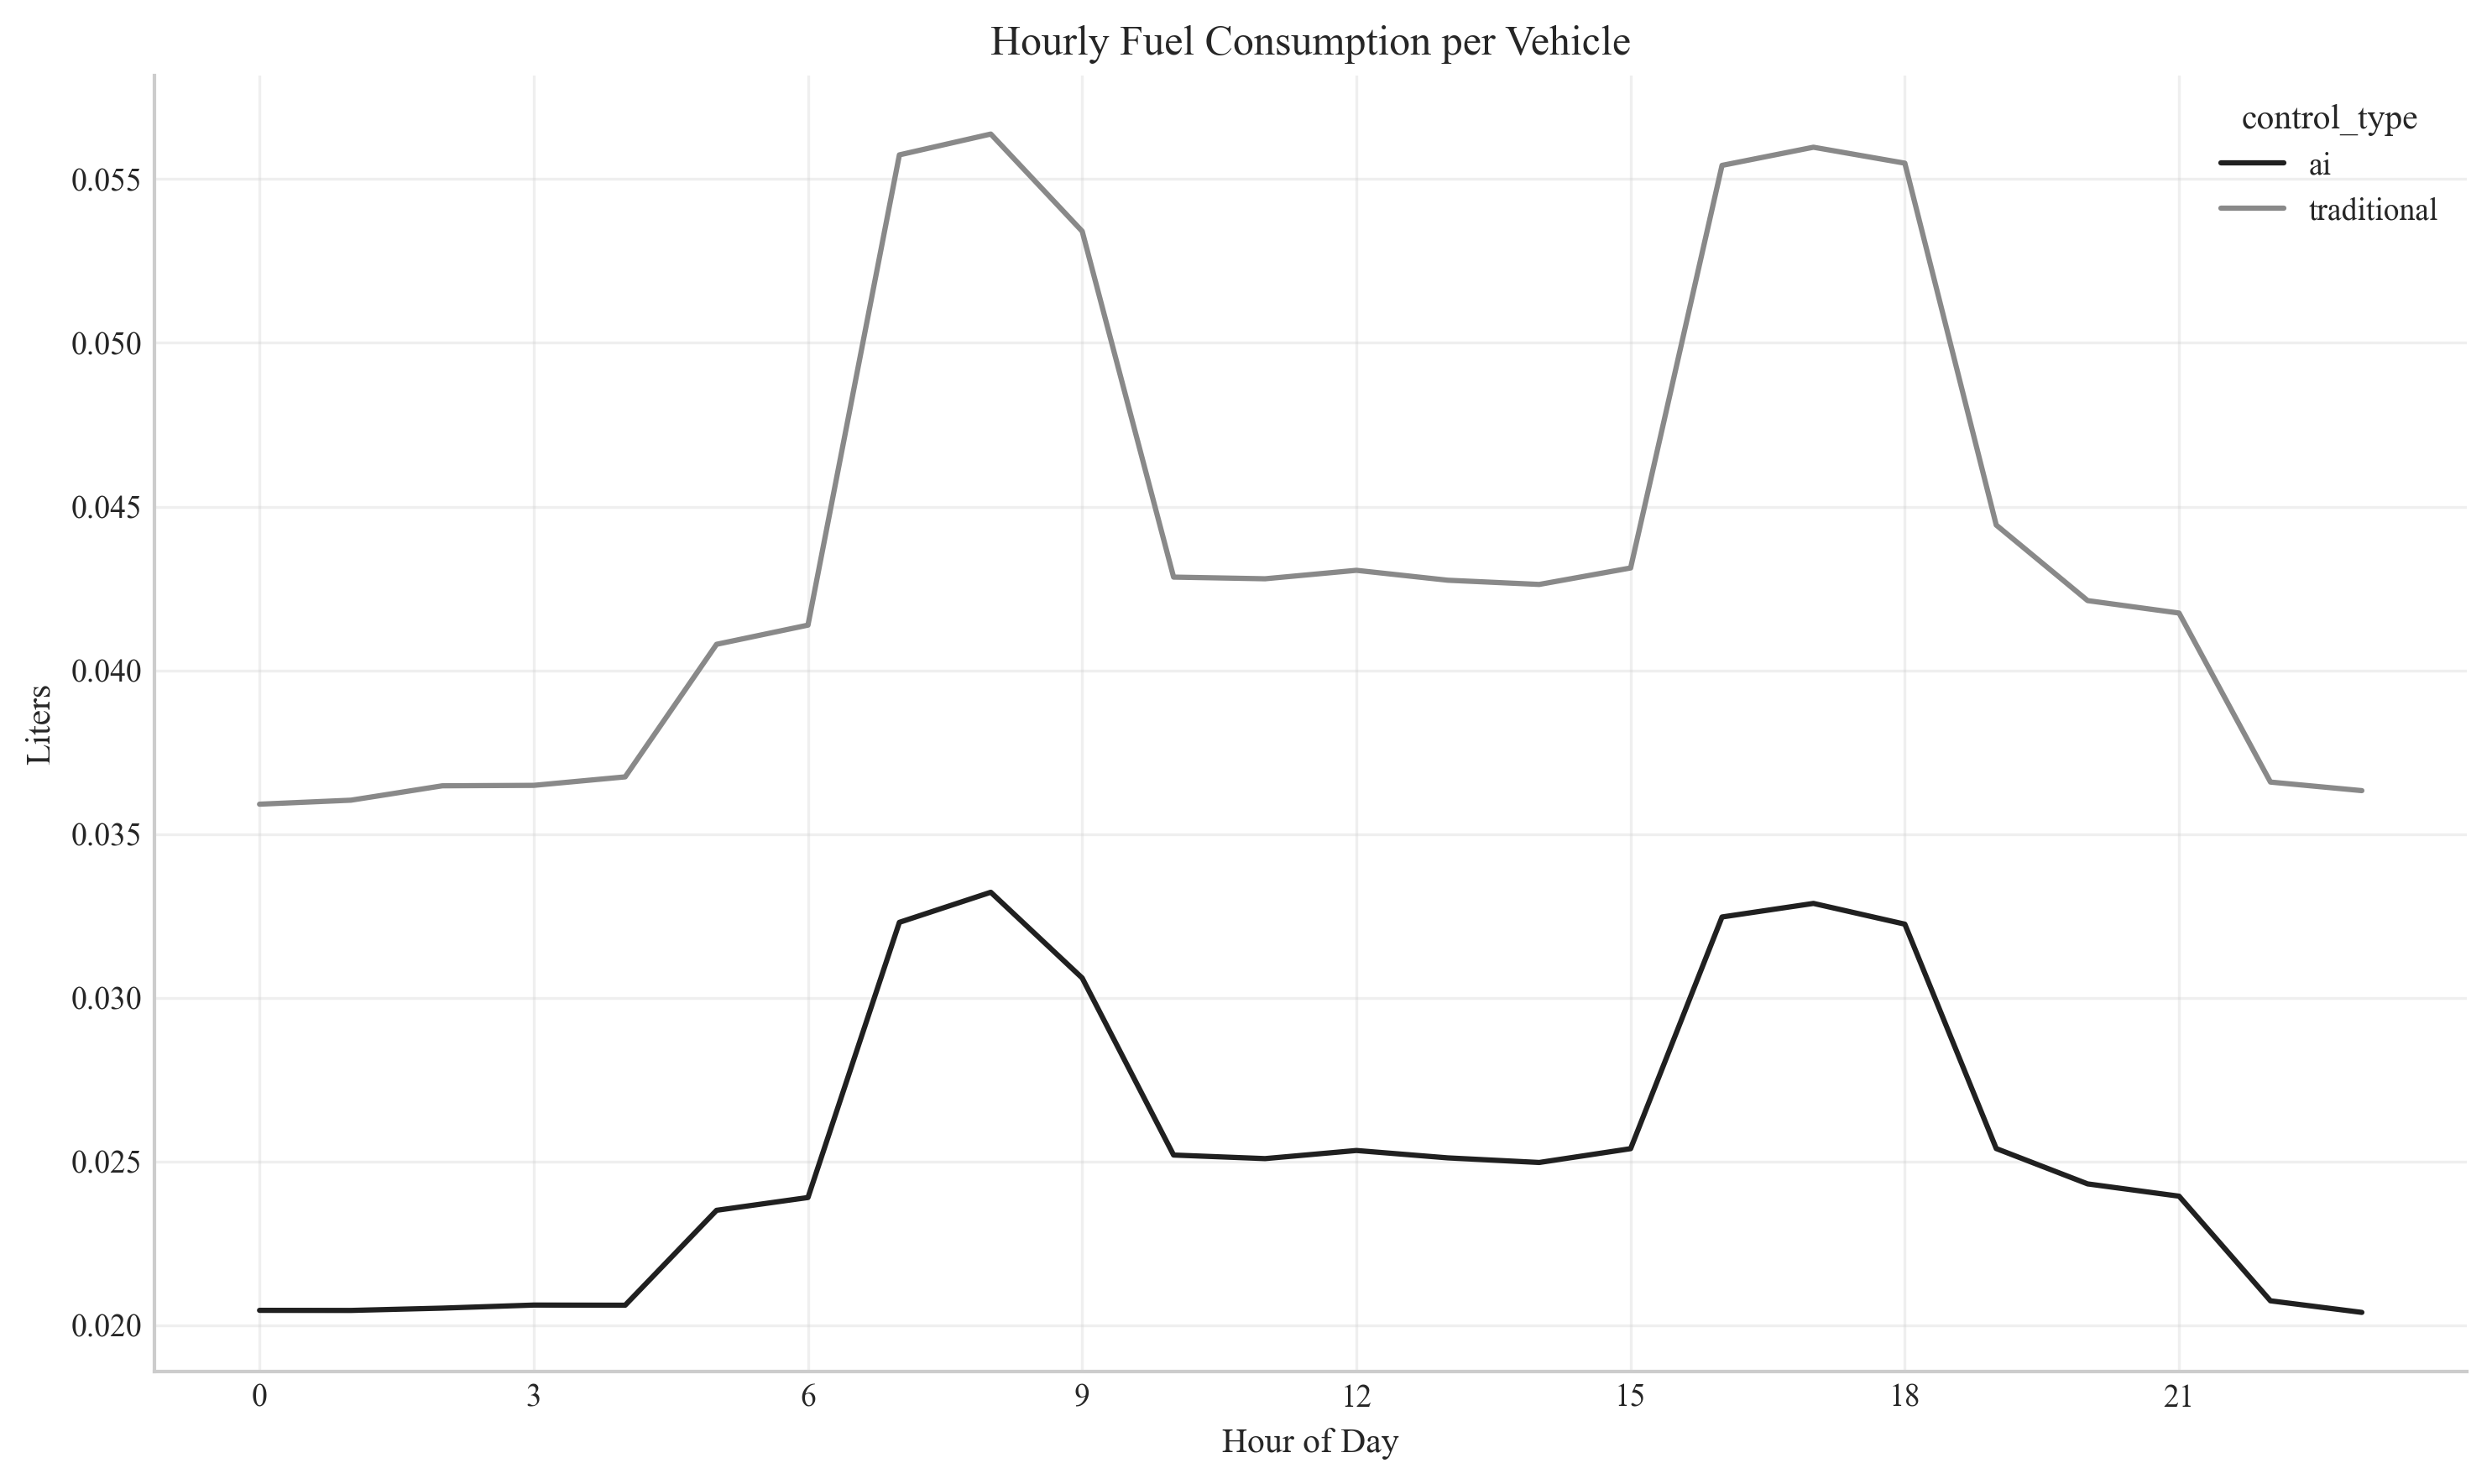 Hourly Fuel Consumption per Vehicle
control_type
ai
traditional
0.055
0.050
0.045
0.040
0.035
0.030
0.025
0.020
Liters
0 3 6 9 12 15 18 21
Hour of Day